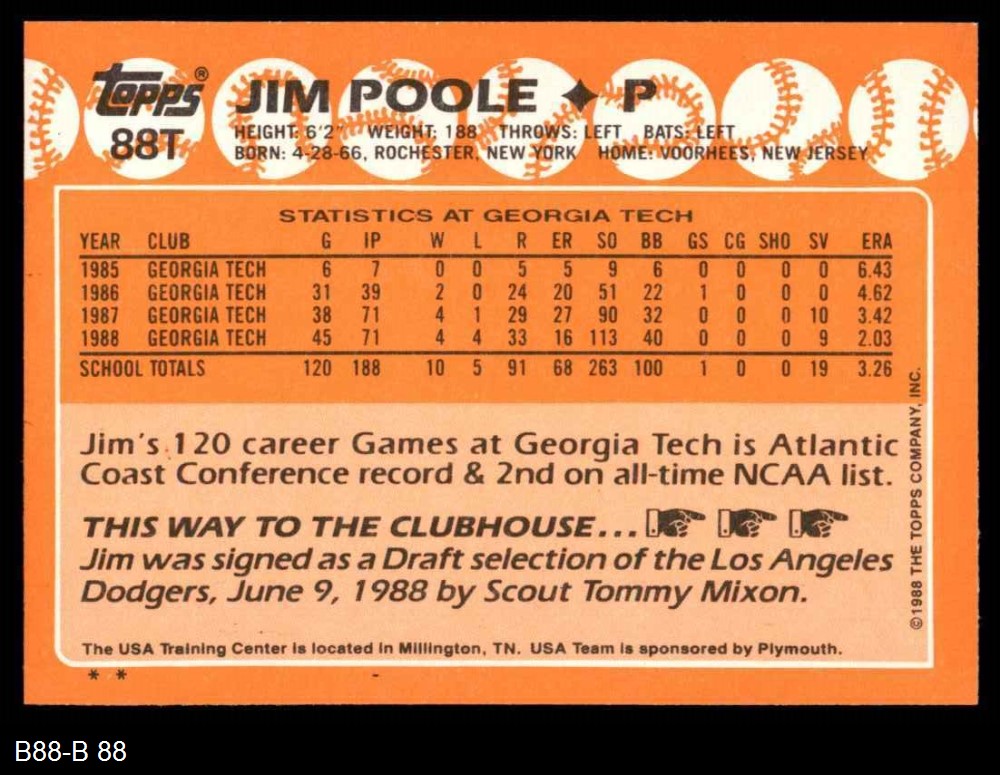 Topps® JIM POOLE ✦ P
88T HEIGHT: 6'2" WEIGHT: 188 THROWS: LEFT BATS: LEFT
BORN: 4-28-66, ROCHESTER, NEW YORK HOME: VOORHEES, NEW JERSEY
STATISTICS AT GEORGIA TECH
YEAR CLUB G IP W L R ER SO BB GS CG SHO SV ERA
1985 GEORGIA TECH 6 7 0 0 5 5 9 6 0 0 0 0 6.43
1986 GEORGIA TECH 31 39 2 0 24 20 51 22 1 0 0 0 4.62
1987 GEORGIA TECH 38 71 4 1 29 27 90 32 0 0 0 10 3.42
1988 GEORGIA TECH 45 71 4 4 33 16 113 40 0 0 0 9 2.03
SCHOOL TOTALS 120 188 10 5 91 68 263 100 1 0 0 19 3.26
Jim's 120 career Games at Georgia Tech is Atlantic
Coast Conference record & 2nd on all-time NCAA list.
THIS WAY TO THE CLUBHOUSE...
Jim was signed as a Draft selection of the Los Angeles
Dodgers, June 9, 1988 by Scout Tommy Mixon.
The USA Training Center is located in Millington, TN. USA Team is sponsored by Plymouth.
* *
©1988 THE TOPPS COMPANY, INC.
B88-B 88